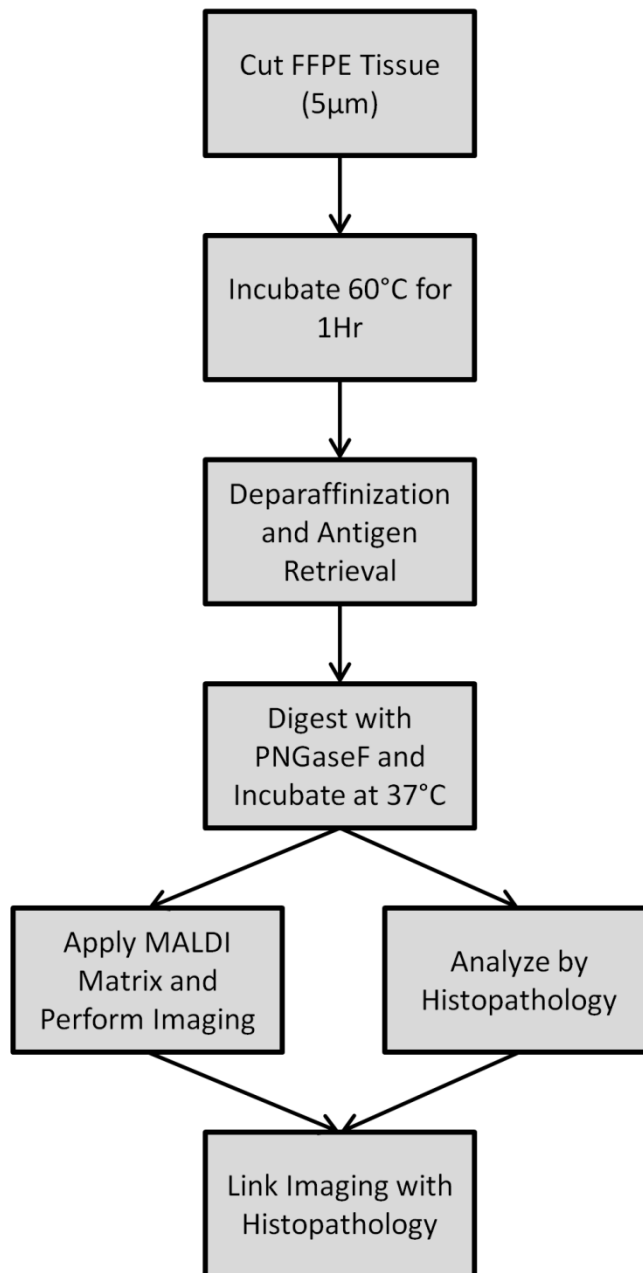 Cut FFPE Tissue
(5µm)
Incubate 60°C for
1Hr
Deparaffinization
and Antigen
Retrieval
Digest with
PNGaseF and
Incubate at 37°C
Apply MALDI
Matrix and
Perform Imaging
Analyze by
Histopathology
Link Imaging with
Histopathology